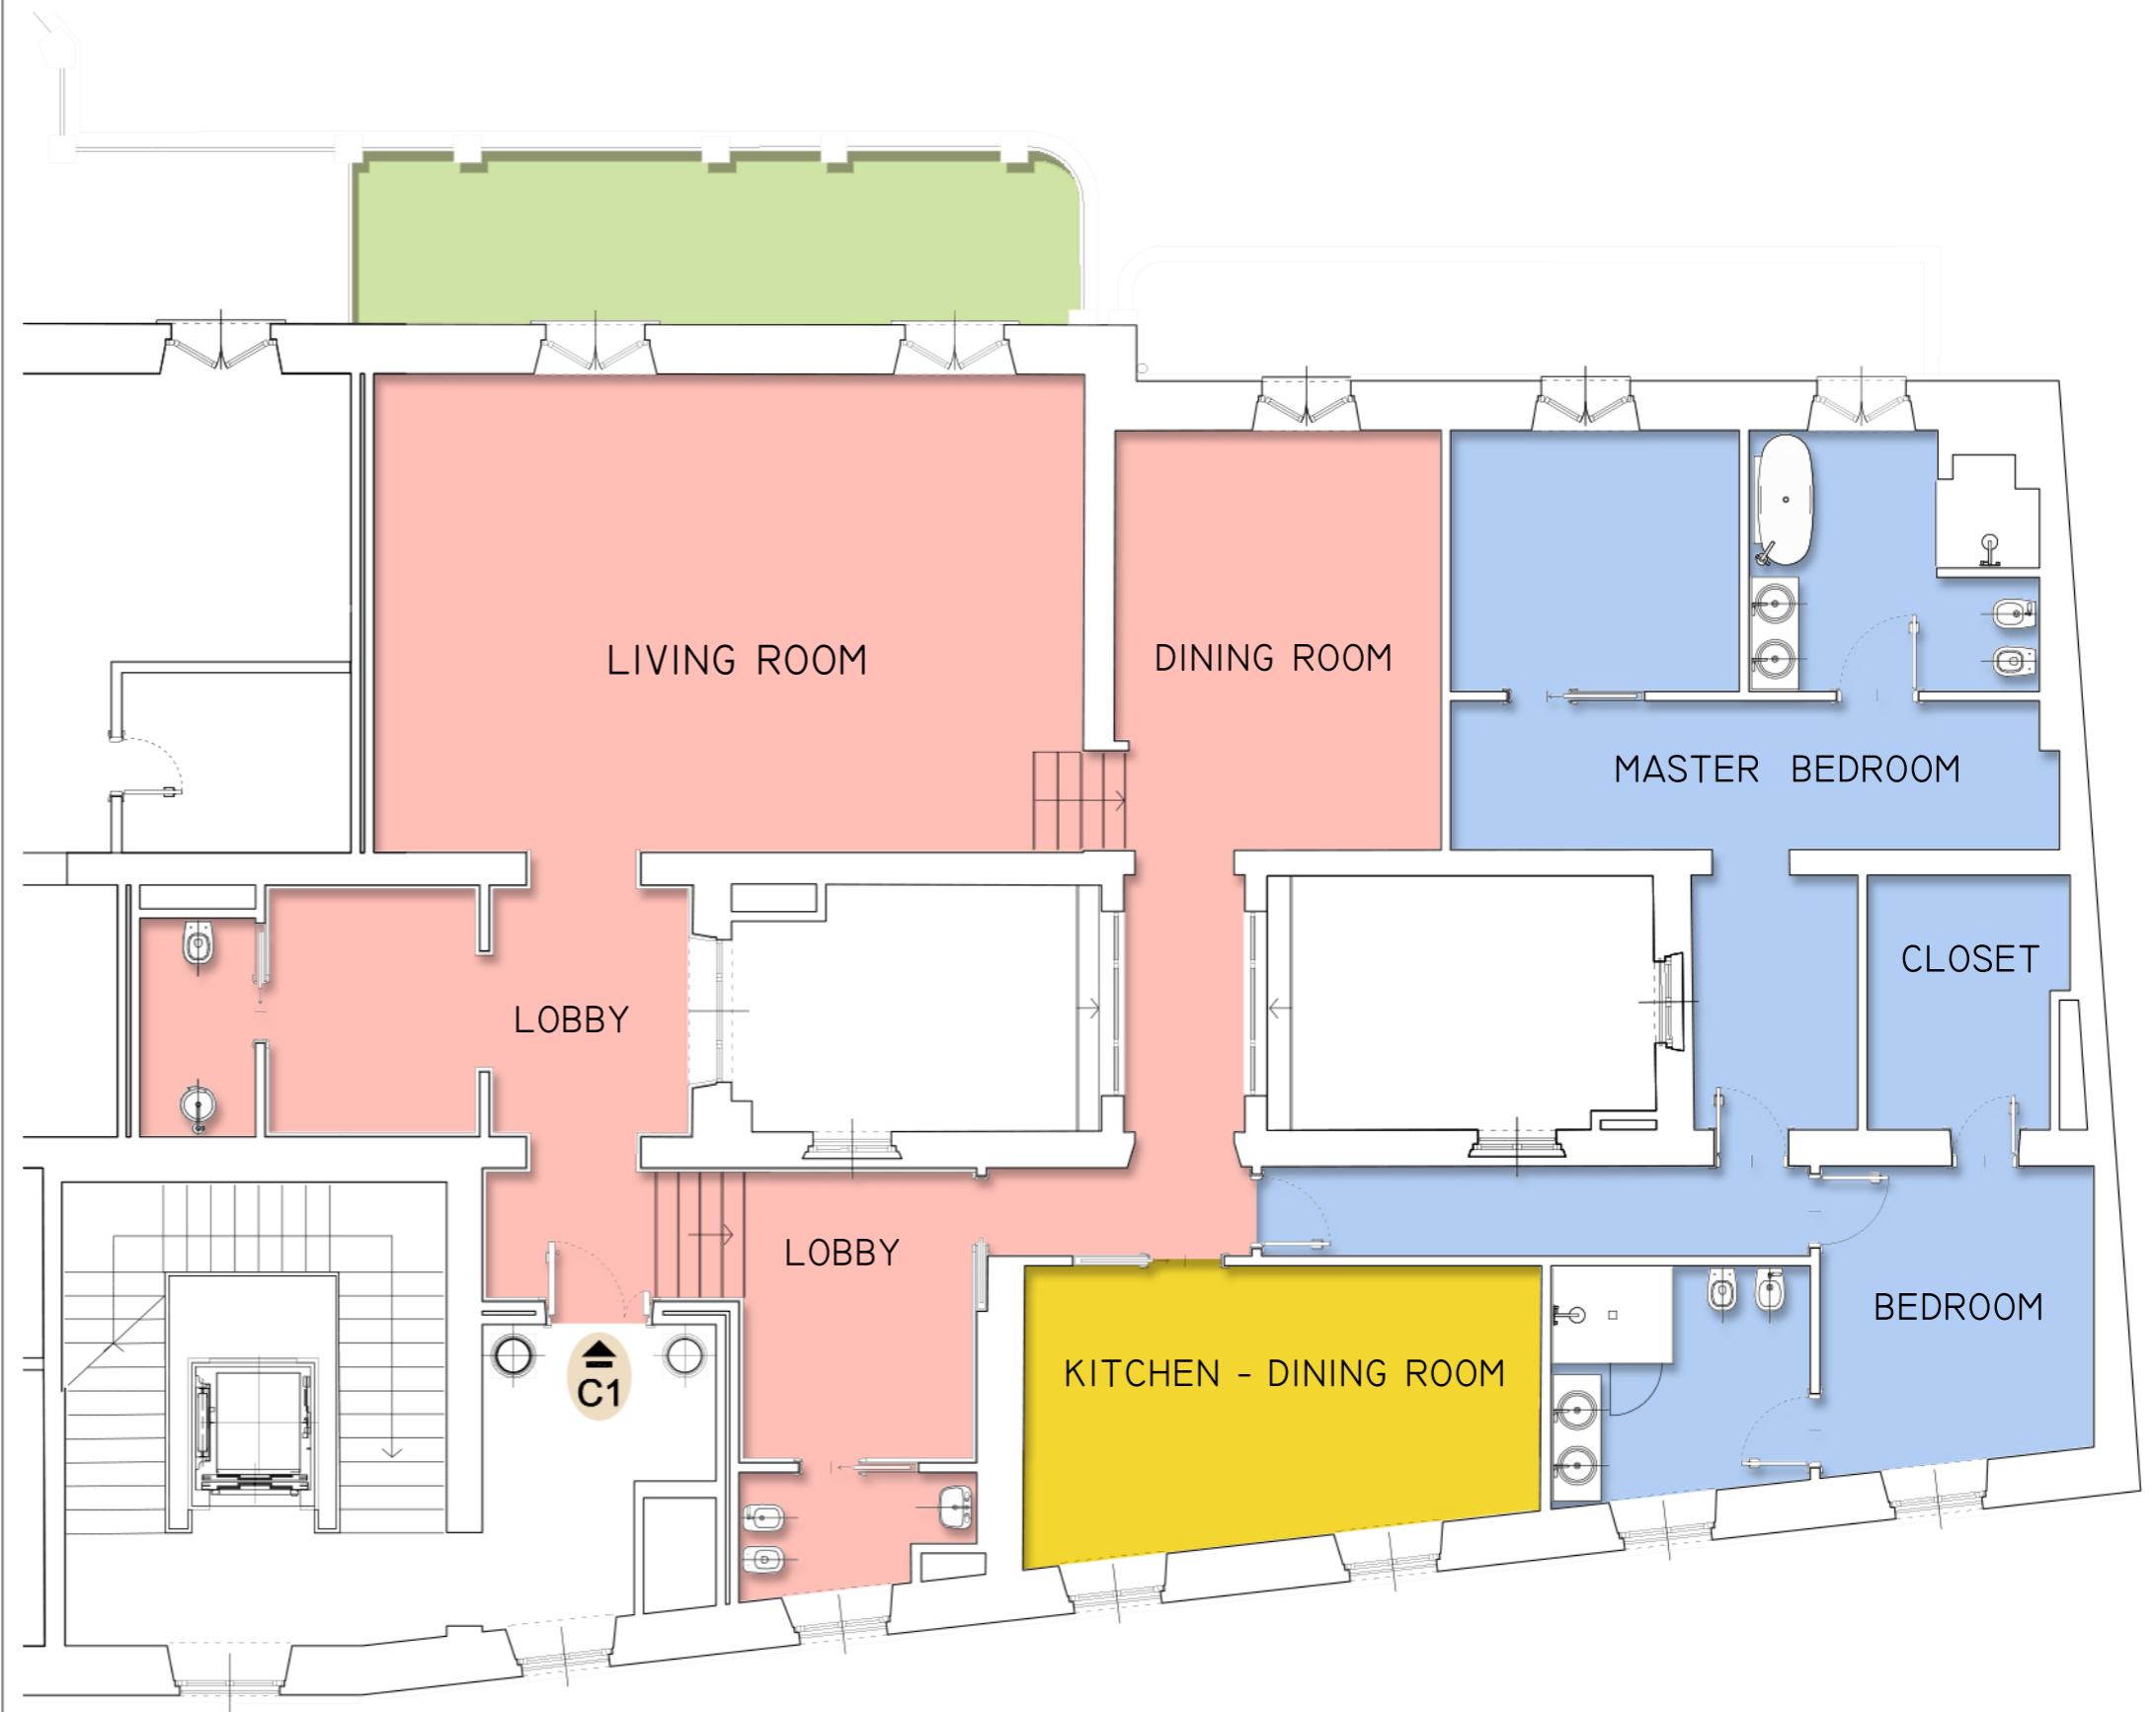 LIVING ROOM
DINING ROOM
MASTER BEDROOM
CLOSET
LOBBY
LOBBY
BEDROOM
KITCHEN - DINING ROOM
C1